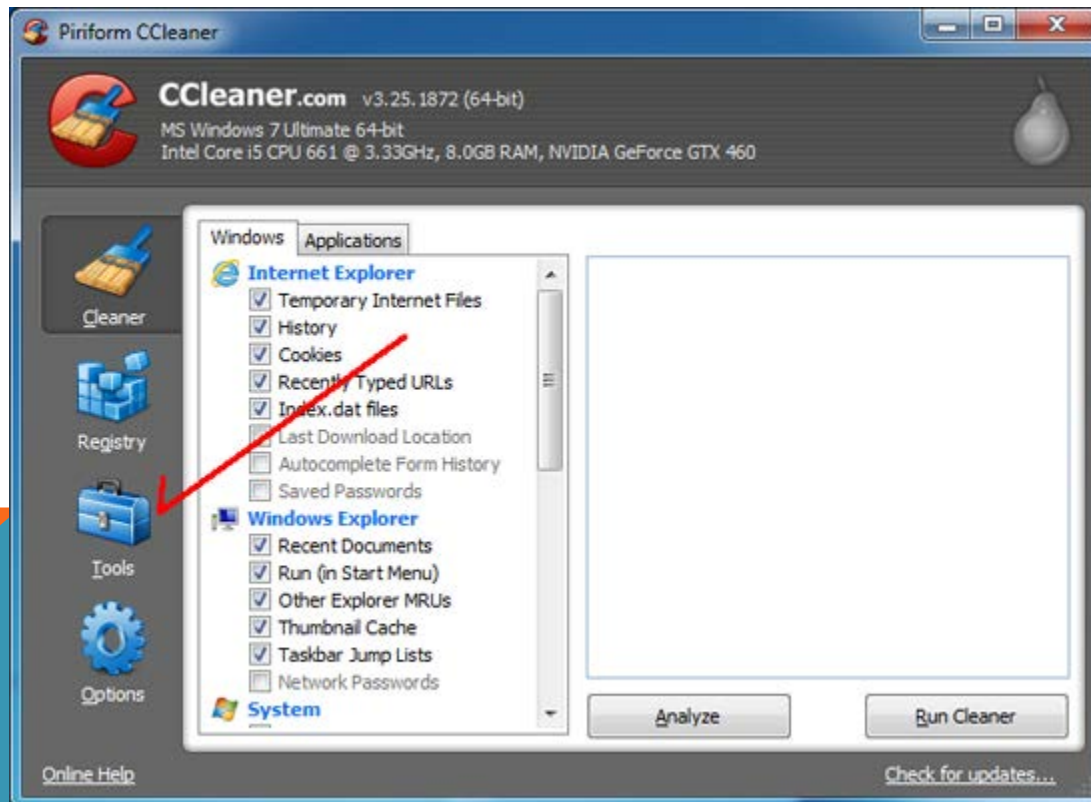 Piriform CCleaner
CCleaner.com v3.25.1872 (64-bit)
MS Windows 7 Ultimate 64-bit
Intel Core i5 CPU 661 @ 3.33GHz, 8.0GB RAM, NVIDIA GeForce GTX 460
Cleaner
Registry
Tools
Options
Windows Applications
Internet Explorer
Temporary Internet Files
History
Cookies
Recently Typed URLs
Index.dat files
Last Download Location
Autocomplete Form History
Saved Passwords
Windows Explorer
Recent Documents
Run (in Start Menu)
Other Explorer MRUs
Thumbnail Cache
Taskbar Jump Lists
Network Passwords
System
Analyze Run Cleaner
Online Help Check for updates...